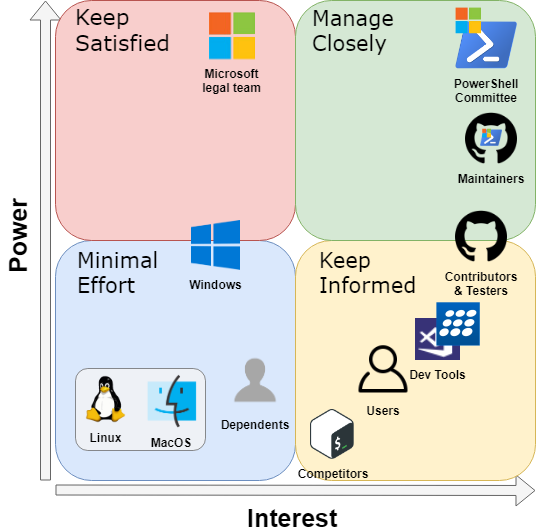 Keep
Satisfied
Microsoft
legal team
Manage
Closely
PowerShell
Committee
Maintainers
Power
Minimal
Effort
Windows
Keep
Informed
Contributors
& Testers
Dev Tools
Users
Dependents
Linux
MacOS
$_
Competitors
Interest